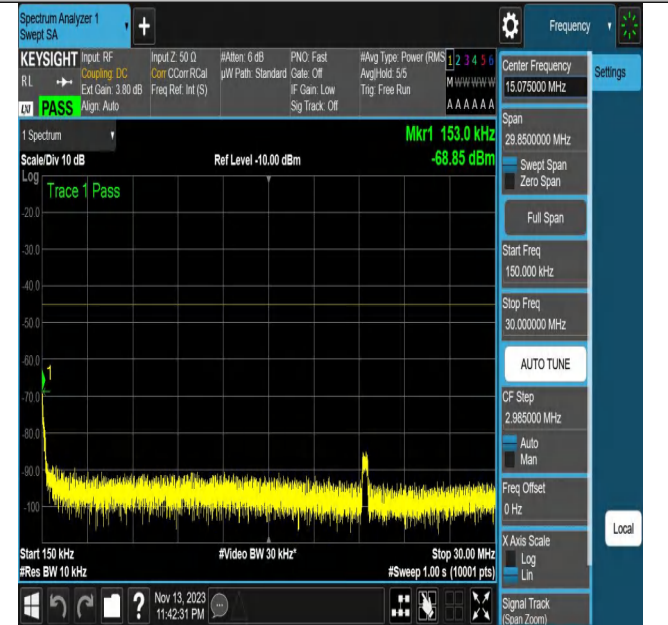 Spectrum Analyzer 1
Swept SA
+
Frequency
KEYSIGHT
RL
PASS
Input: RF
Coupling: DC
Ext Gain: 3.80 dB
Align: Auto
Input Z: 50 Ω
Corr CCorr RCal
Freq Ref: Int (S)
#Atten: 6 dB
µW Path: Standard
PNO: Fast
Gate: Off
IF Gain: Low
Sig Track: Off
#Avg Type: Power (RMS
Avg|Hold: 5/5
Trig: Free Run
1 2 3 4 5 6
M W W W W W
A A A A A A
1 Spectrum
Scale/Div 10 dB
Ref Level -10.00 dBm
Mkr1 153.0 kHz
-68.85 dBm
Log
Trace 1 Pass
-20.0
-30.0
-40.0
-50.0
-60.0
1
-70.0
-80.0
-90.0
-100
Start 150 kHz
#Video BW 30 kHz*
Stop 30.00 MHz
#Res BW 10 kHz
#Sweep 1.00 s (10001 pts)
Center Frequency
15.075000 MHz
Settings
Span
29.8500000 MHz
Swept Span
Zero Span
Full Span
Start Freq
150.000 kHz
Stop Freq
30.000000 MHz
AUTO TUNE
CF Step
2.985000 MHz
Auto
Man
Freq Offset
0 Hz
X Axis Scale
Log
Lin
Local
Signal Track
(Span Zoom)
?
Nov 13, 2023
11:42:31 PM